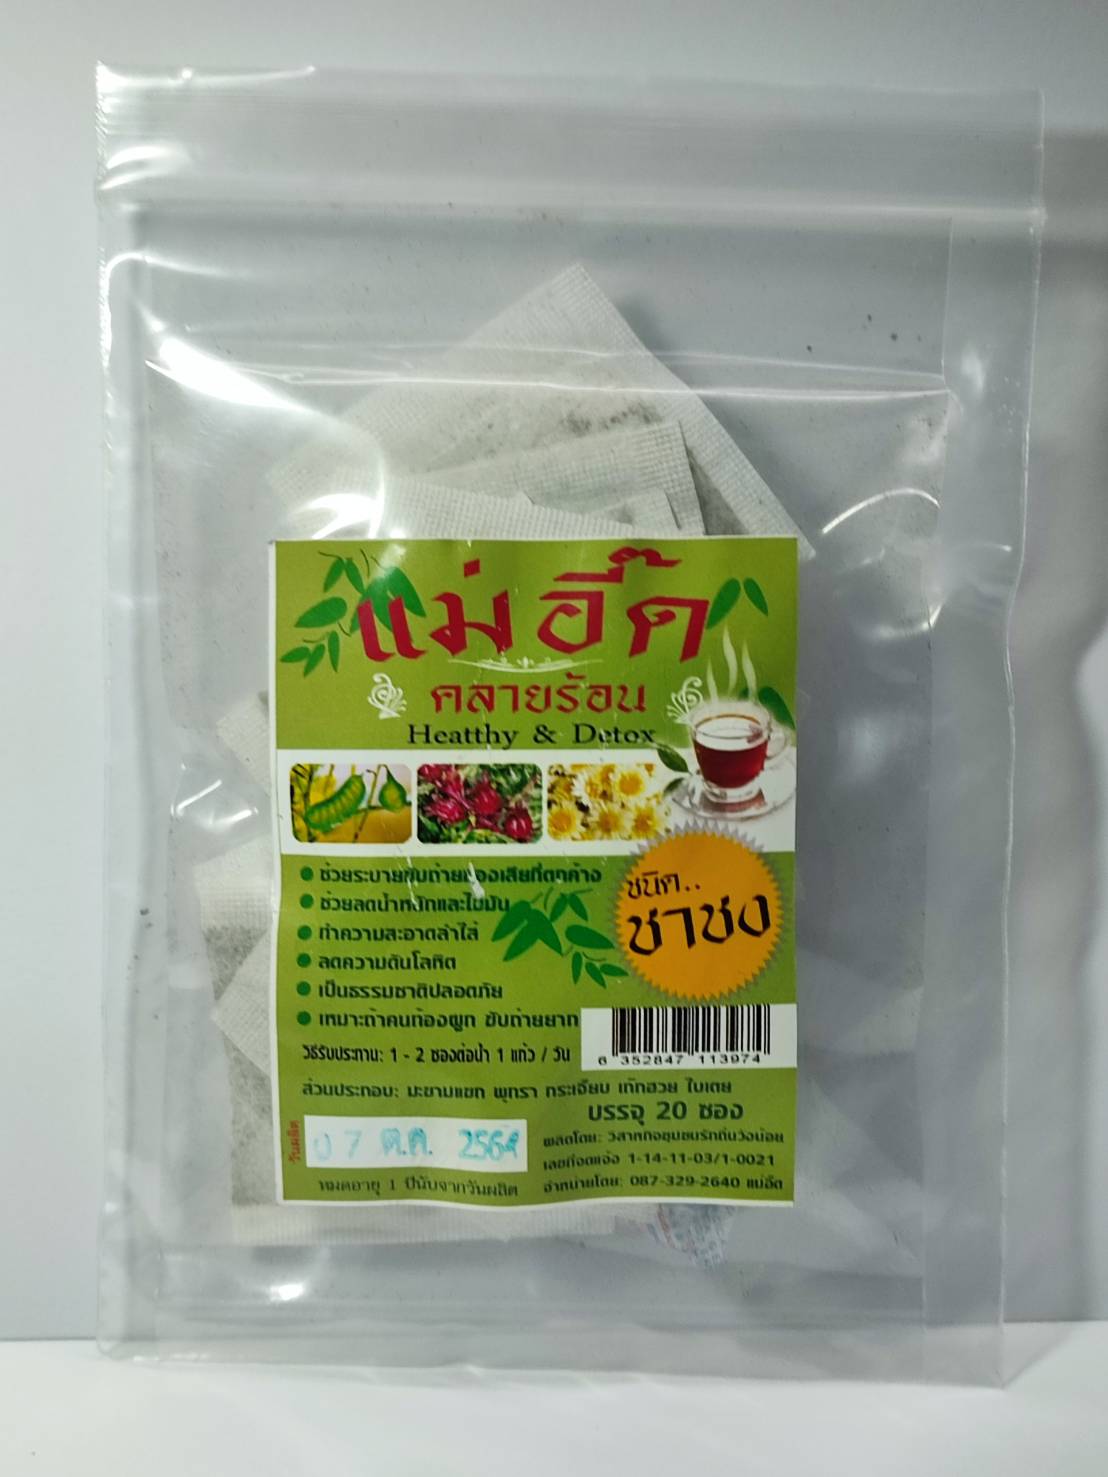 แม่อี๊ด
คลายร้อน
Heatthy & Detox
ช่วยระบายขับถ่ายของเสียที่ตกค้าง
ช่วยลดน้ำหนักและไขมัน
ทำความสะอาดลำไส้
ลดความดันโลหิต
เป็นธรรมชาติปลอดภัย
เหมาะถ้าคนท้องผูก ขับถ่ายยาก
ชนิด..
ชาชง
6 352847 113974
วิธีรับประทาน: 1 - 2 ซองต่อน้ำ 1 แก้ว / วัน
ส่วนประกอบ: มะขามแขก พุทรา กระเจี๊ยบ เก๊กฮวย ใบเตย
บรรจุ 20 ซอง
วันผลิต
07 ต.ค. 2564
หมดอายุ 1 ปีนับจากวันผลิต
ผลิตโดย: วิสาหกิจชุมชนรักถิ่นวังน้อย
เลขที่จดแจ้ง 1-14-11-03/1-0021
จำหน่ายโดย: 087-329-2640 แม่อี๊ด